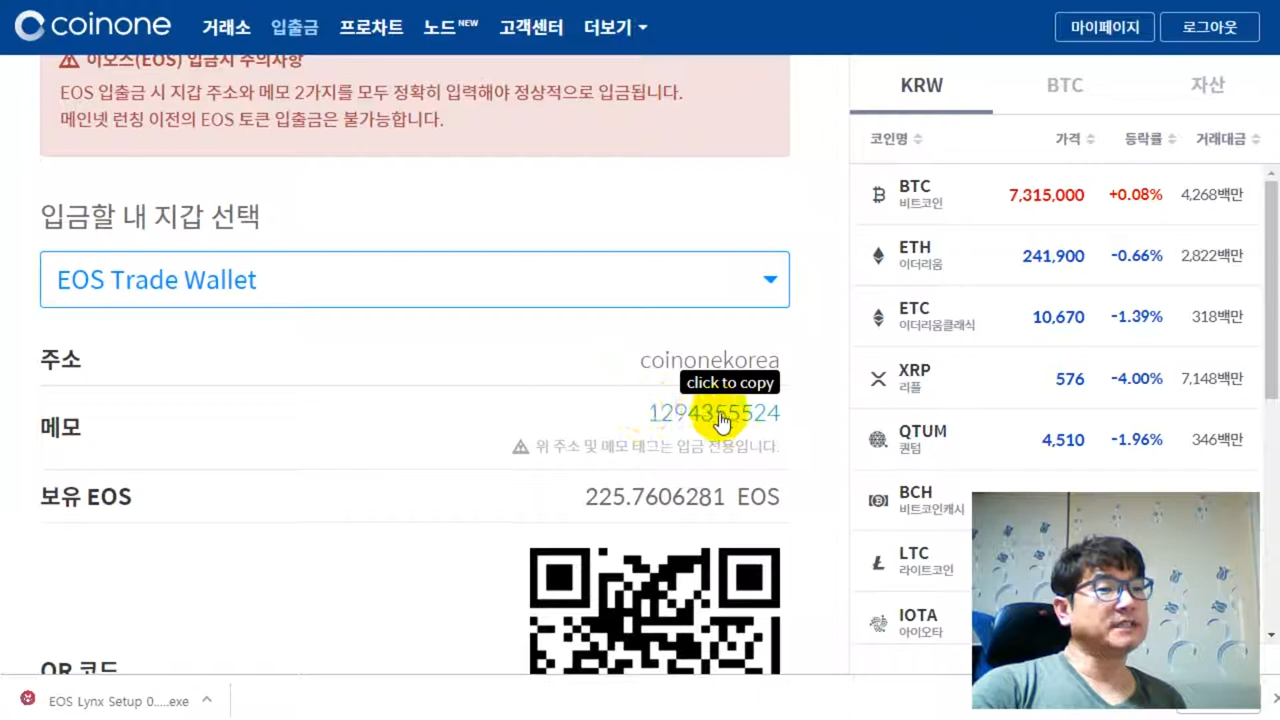 coinone 거래소 입출금 프로차트 노드 NEW 고객센터 더보기 마이페이지 로그아웃
이오스(EOS) 입금시 주의사항
EOS 입출금 시 지갑 주소와 메모 2가지를 모두 정확히 입력해야 정상적으로 입금됩니다.
메인넷 런칭 이전의 EOS 토큰 입출금은 불가능합니다.
입금할 내 지갑 선택
EOS Trade Wallet
주소 coinonekorea
click to copy
메모 1294355524
위 주소 및 메모 태그는 입금 전용입니다.
보유 EOS 225.7606281 EOS
QR 코드
KRW BTC 자산
코인명 가격 등락률 거래대금
BTC 7,315,000 +0.08% 4,268백만
비트코인
ETH 241,900 -0.66% 2,822백만
이더리움
ETC 10,670 -1.39% 318백만
이더리움클래식
XRP 576 -4.00% 7,148백만
리플
QTUM 4,510 -1.96% 346백만
퀀텀
BCH
비트코인캐시
LTC
라이트코인
IOTA
아이오타
EOS Lynx Setup 0.....exe